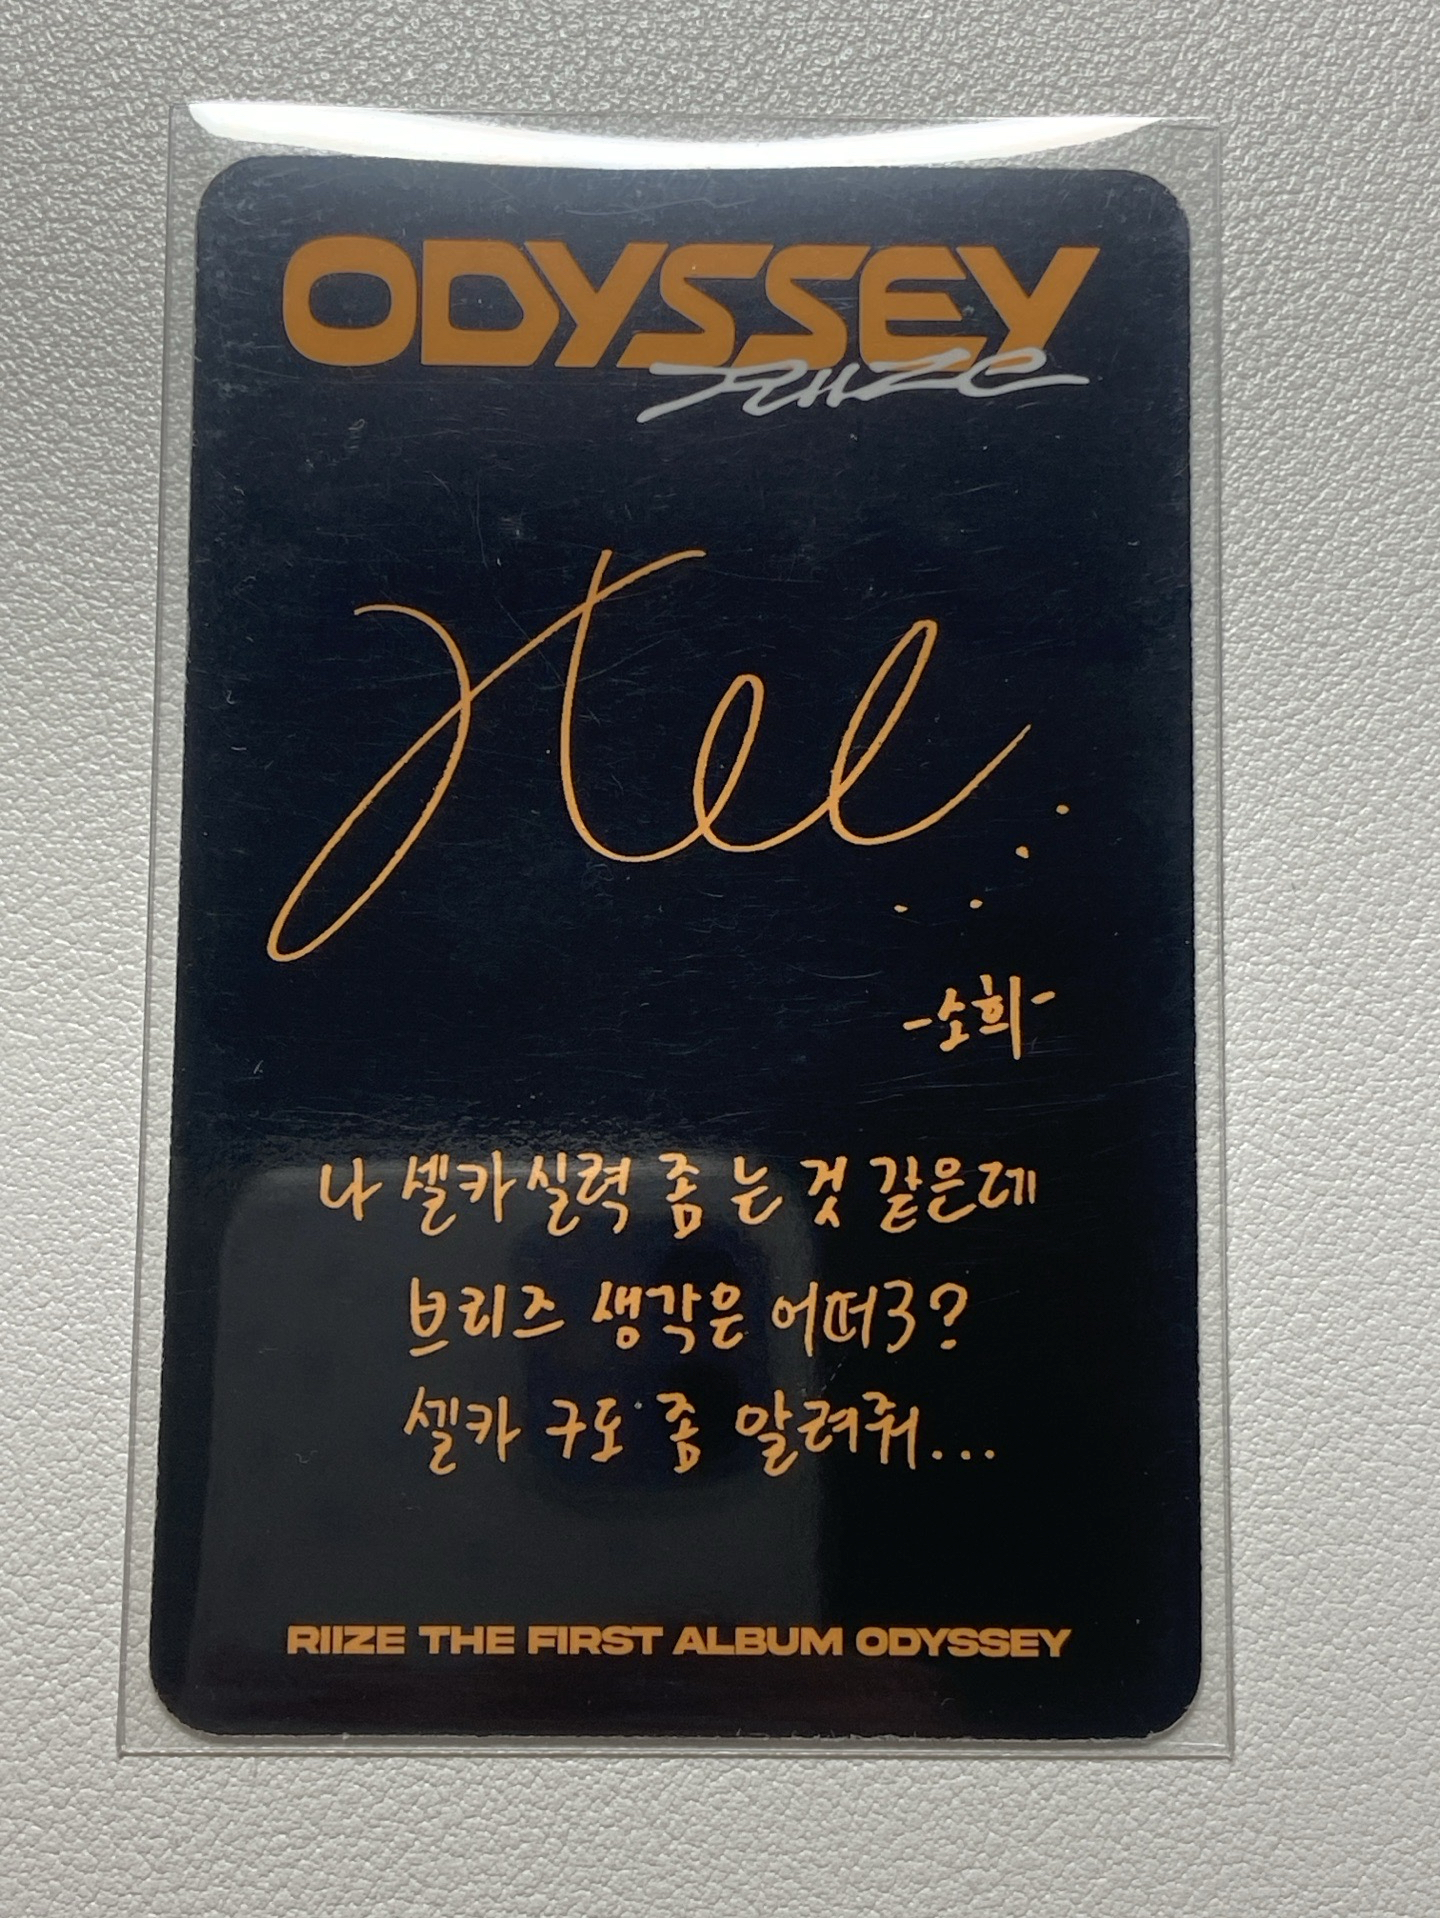 ODYSSEY
RIIZE
Hee
-소희-
나 셀카실력 좀 는 것 같은데
브리즈 생각은 어떠3?
셀카 구도 좀 알려줘...
RIIZE THE FIRST ALBUM ODYSSEY